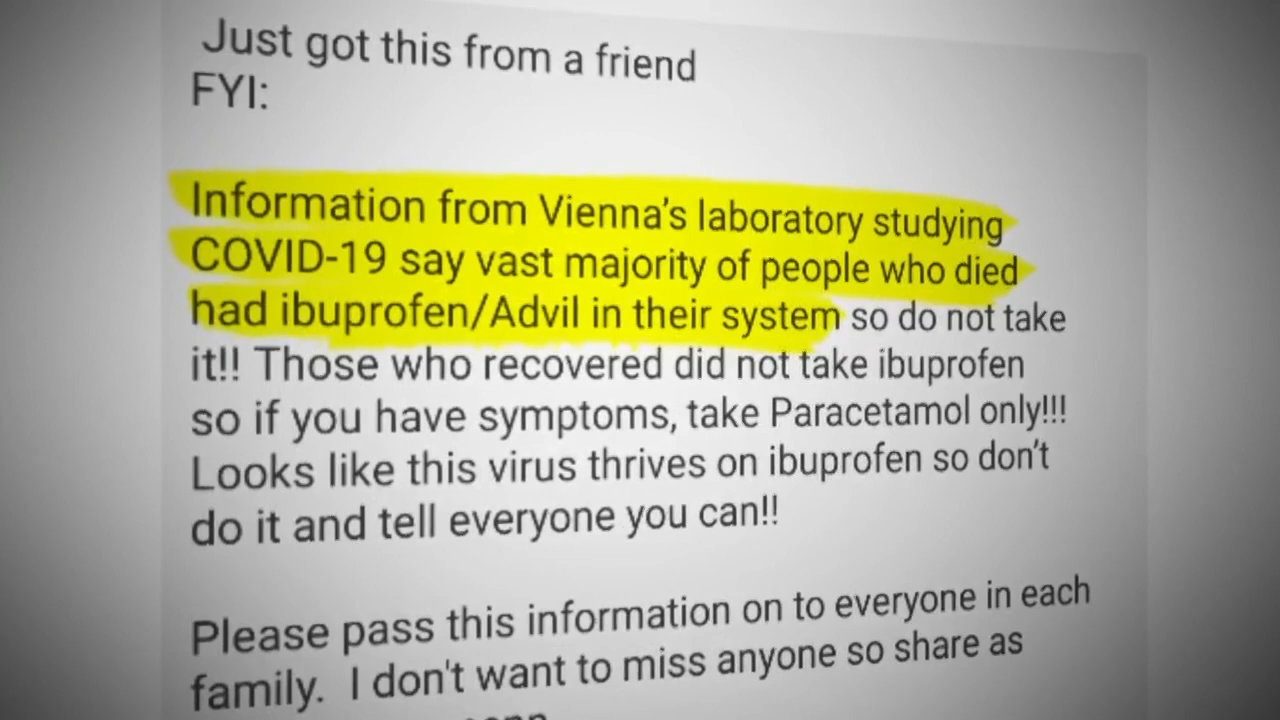 Just got this from a friend
FYI:
Information from Vienna's laboratory studying
COVID-19 say vast majority of people who died
had ibuprofen/Advil in their system so do not take
it!! Those who recovered did not take ibuprofen
so if you have symptoms, take Paracetamol only!!!
Looks like this virus thrives on ibuprofen so don't
do it and tell everyone you can!!
Please pass this information on to everyone in each
family.  I don't want to miss anyone so share as